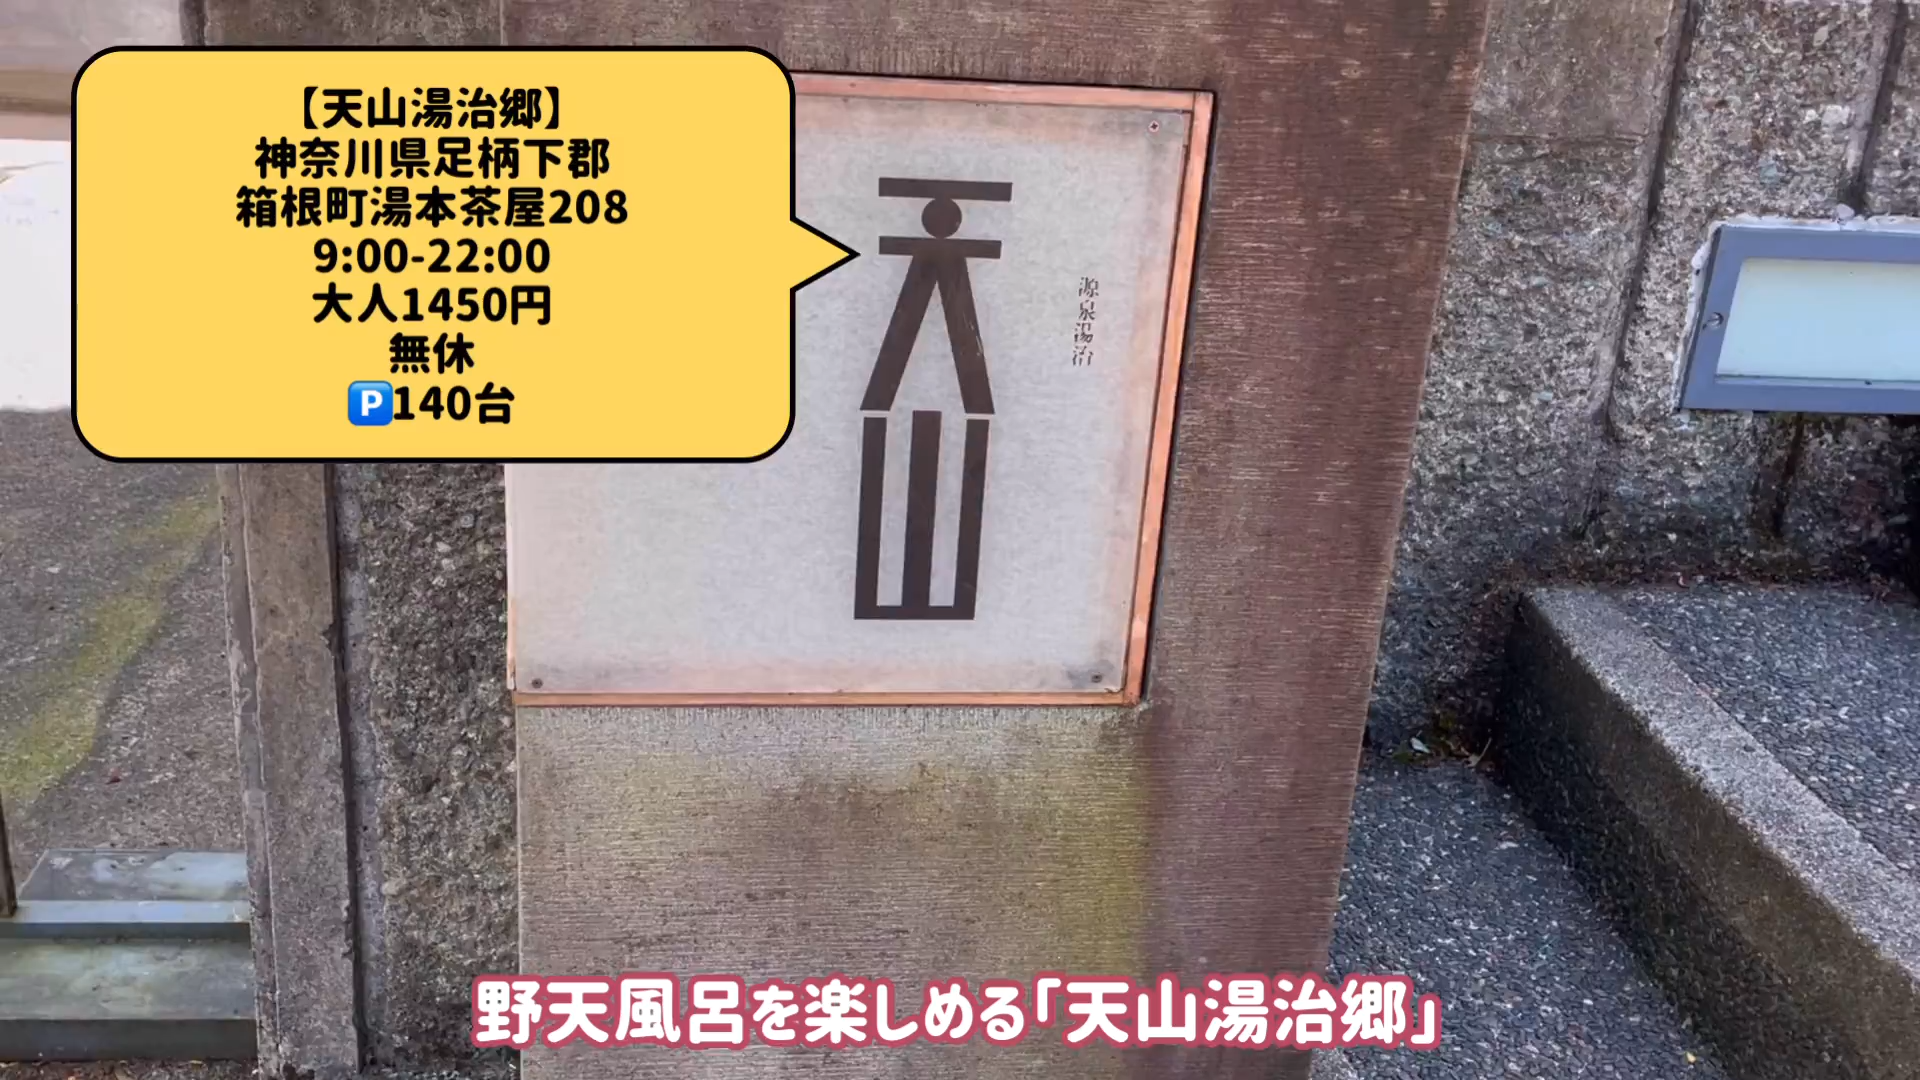 【天山湯治郷】
神奈川県足柄下郡
箱根町湯本茶屋208
9:00-22:00
大人1450円
無休
🅿️140台
天山
源泉湯治
野天風呂を楽しめる「天山湯治郷」